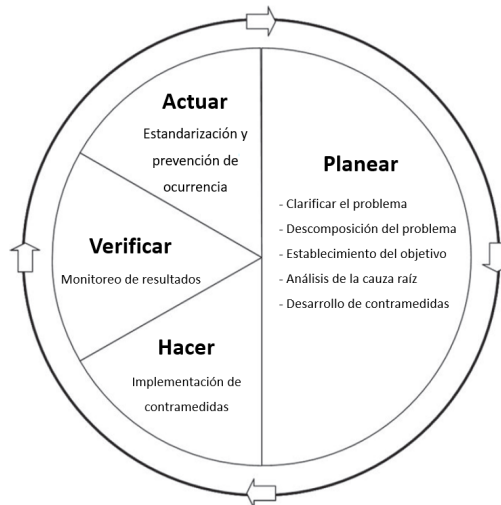 Actuar
Estandarización y
prevención de
ocurrencia
Planear
- Clarificar el problema
- Descomposición del problema
- Establecimiento del objetivo
- Análisis de la cauza raíz
- Desarrollo de contramedidas
Verificar
Monitoreo de resultados
Hacer
Implementación de
contramedidas